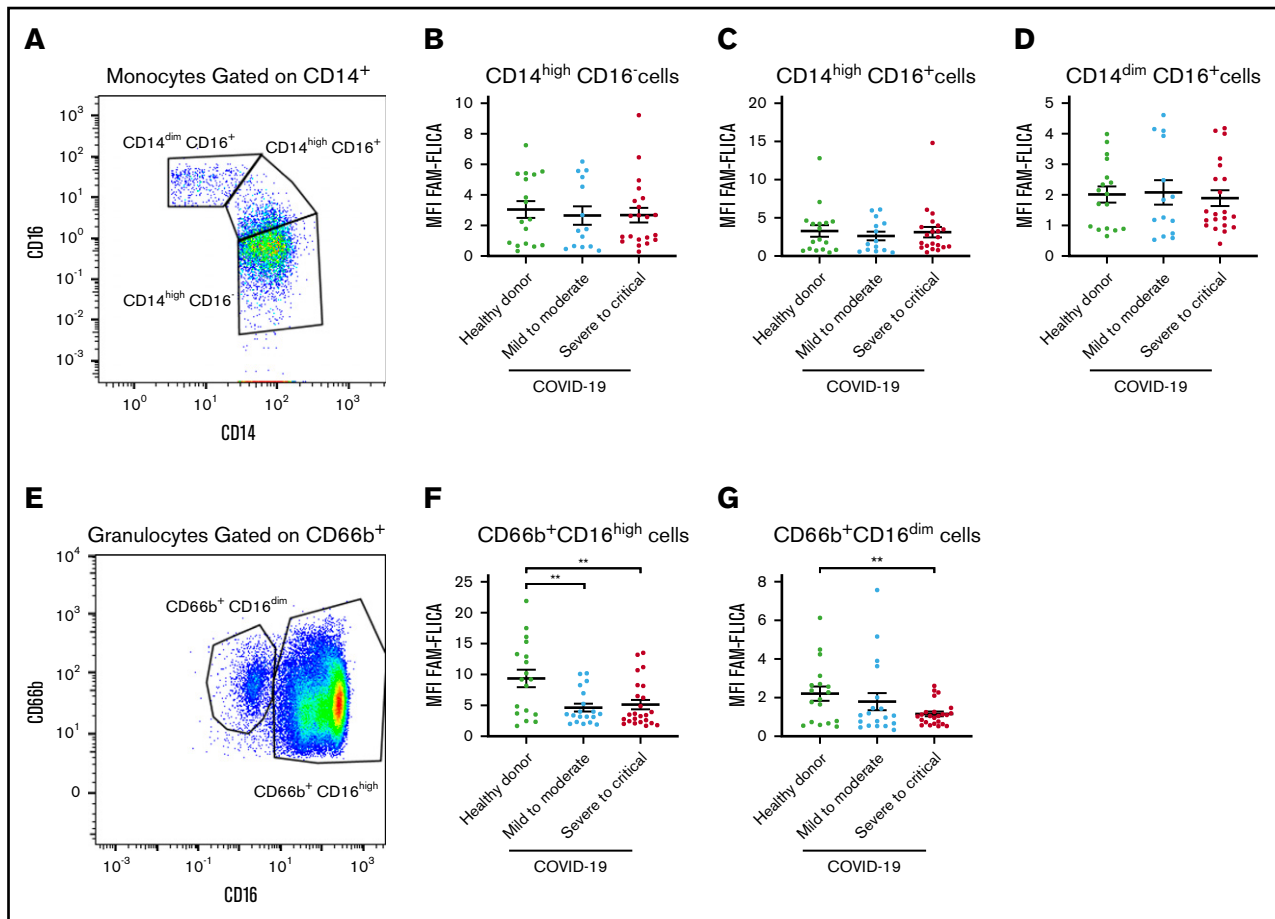 A
Monocytes Gated on CD14⁺
10³
10²
10¹
10⁰
10⁻¹
10⁻²
10⁻³
CD16
CD14ᵈⁱᵐ CD16⁺
CD14ʰⁱᵍʰ CD16⁺
CD14ʰⁱᵍʰ CD16⁻
10⁰ 10¹ 10² 10³
CD14
B
CD14ʰⁱᵍʰ CD16⁻cells
MFI FAM-FLICA
10
8
6
4
2
0
Healthy donor
Mild to moderate
Severe to critical
COVID-19
C
CD14ʰⁱᵍʰ CD16⁺cells
MFI FAM-FLICA
20
15
10
5
0
Healthy donor
Mild to moderate
Severe to critical
COVID-19
D
CD14ᵈⁱᵐ CD16⁺cells
MFI FAM-FLICA
5
4
3
2
1
0
Healthy donor
Mild to moderate
Severe to critical
COVID-19
E
Granulocytes Gated on CD66b⁺
10⁴
10³
10²
10¹
0
CD66b
CD66b⁺ CD16ᵈⁱᵐ
CD66b⁺ CD16ʰⁱᵍʰ
10⁻³ 10⁻¹ 10¹ 10³
CD16
F
CD66b⁺CD16ʰⁱᵍʰ cells
**
**
MFI FAM-FLICA
25
20
15
10
5
0
Healthy donor
Mild to moderate
Severe to critical
COVID-19
G
CD66b⁺CD16ᵈⁱᵐ cells
**
MFI FAM-FLICA
8
6
4
2
0
Healthy donor
Mild to moderate
Severe to critical
COVID-19